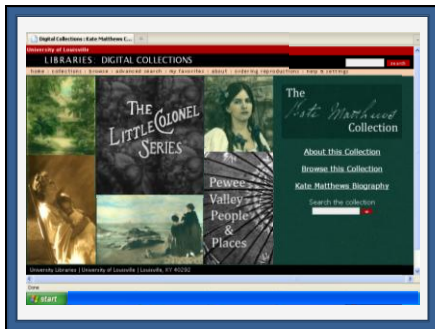 Digital Collections : Kate Matthews C...
University of Louisville
LIBRARIES DIGITAL COLLECTIONS
search
home : collections : browse : advanced search : my favorites : about : ordering reproductions : help & settings
THE
LITTLE COLONEL
SERIES
The
Kate Matthews
Collection
About this Collection
Browse this Collection
Kate Matthews Biography
Search the collection
Pewee
Valley
People
&
Places
University Libraries | University of Louisville | Louisville, KY 40292
Done
start